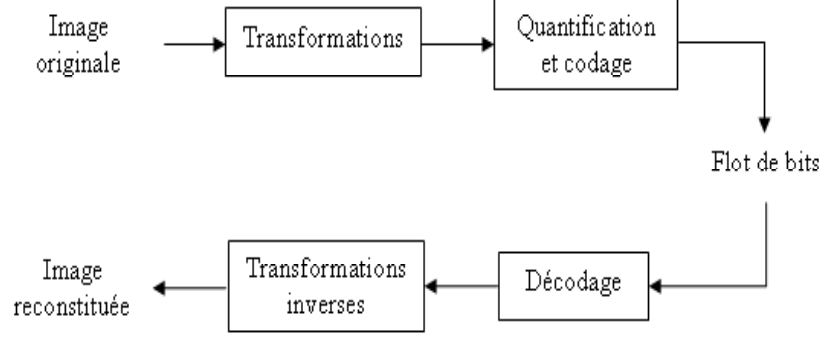 Image
originale
Transformations
Quantification
et codage
Flot de bits
Décodage
Transformations
inverses
Image
reconstituée